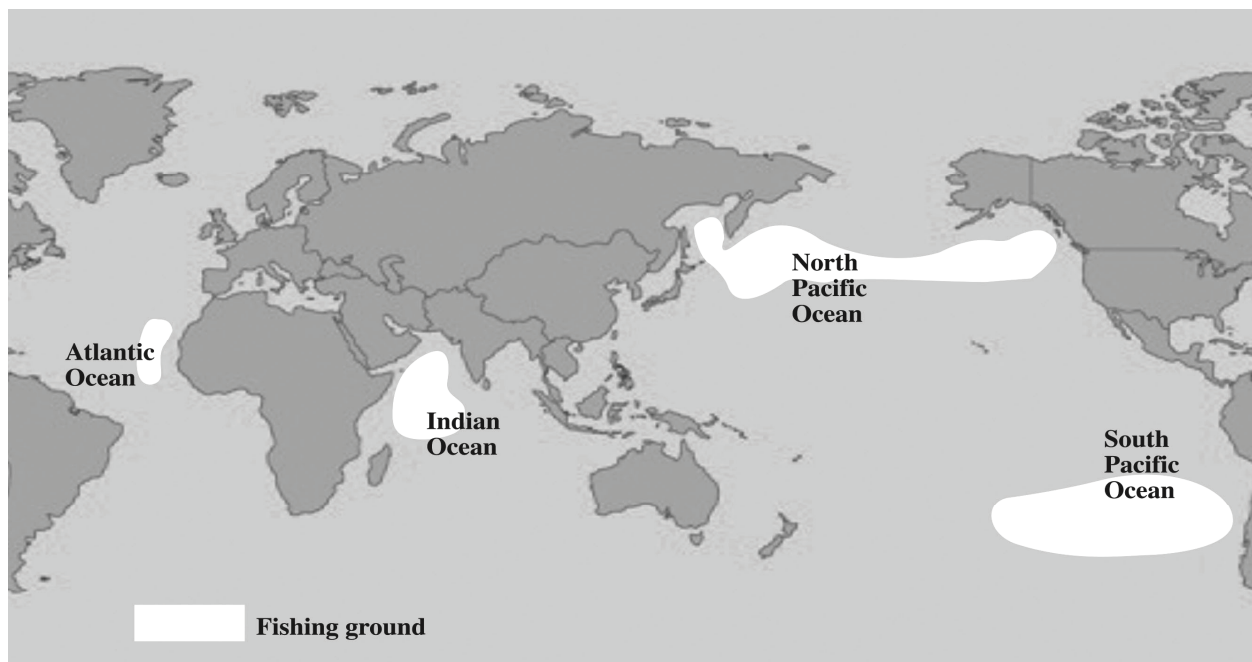 North
Pacific
Ocean
Atlantic
Ocean
Indian
Ocean
South
Pacific
Ocean
Fishing ground